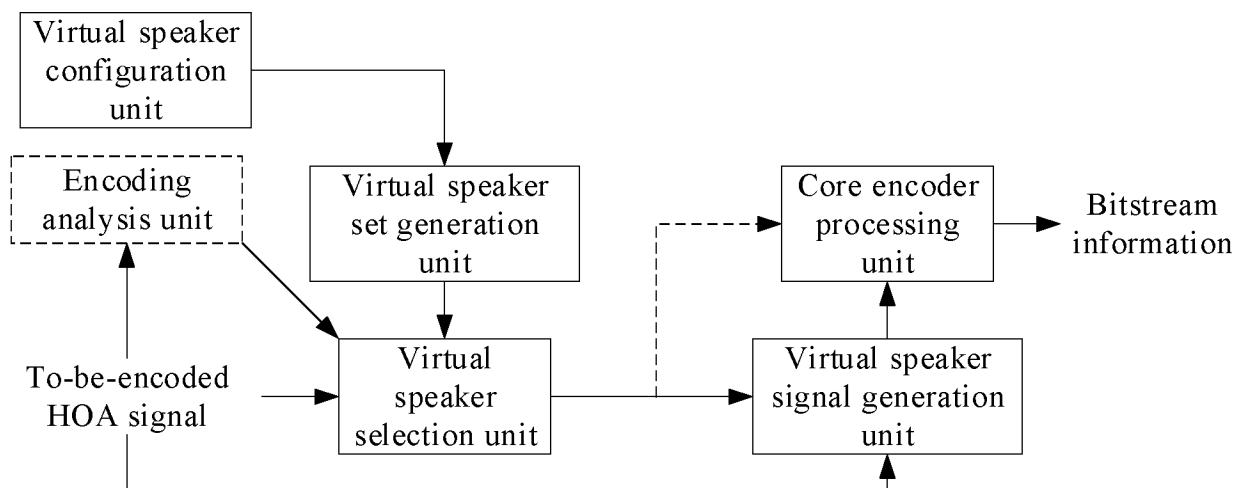 Virtual speaker
configuration
unit
Encoding
analysis unit
Virtual speaker
set generation
unit
Core encoder
processing
unit
Bitstream
information
To-be-encoded
HOA signal
Virtual
speaker
selection unit
Virtual speaker
signal generation
unit